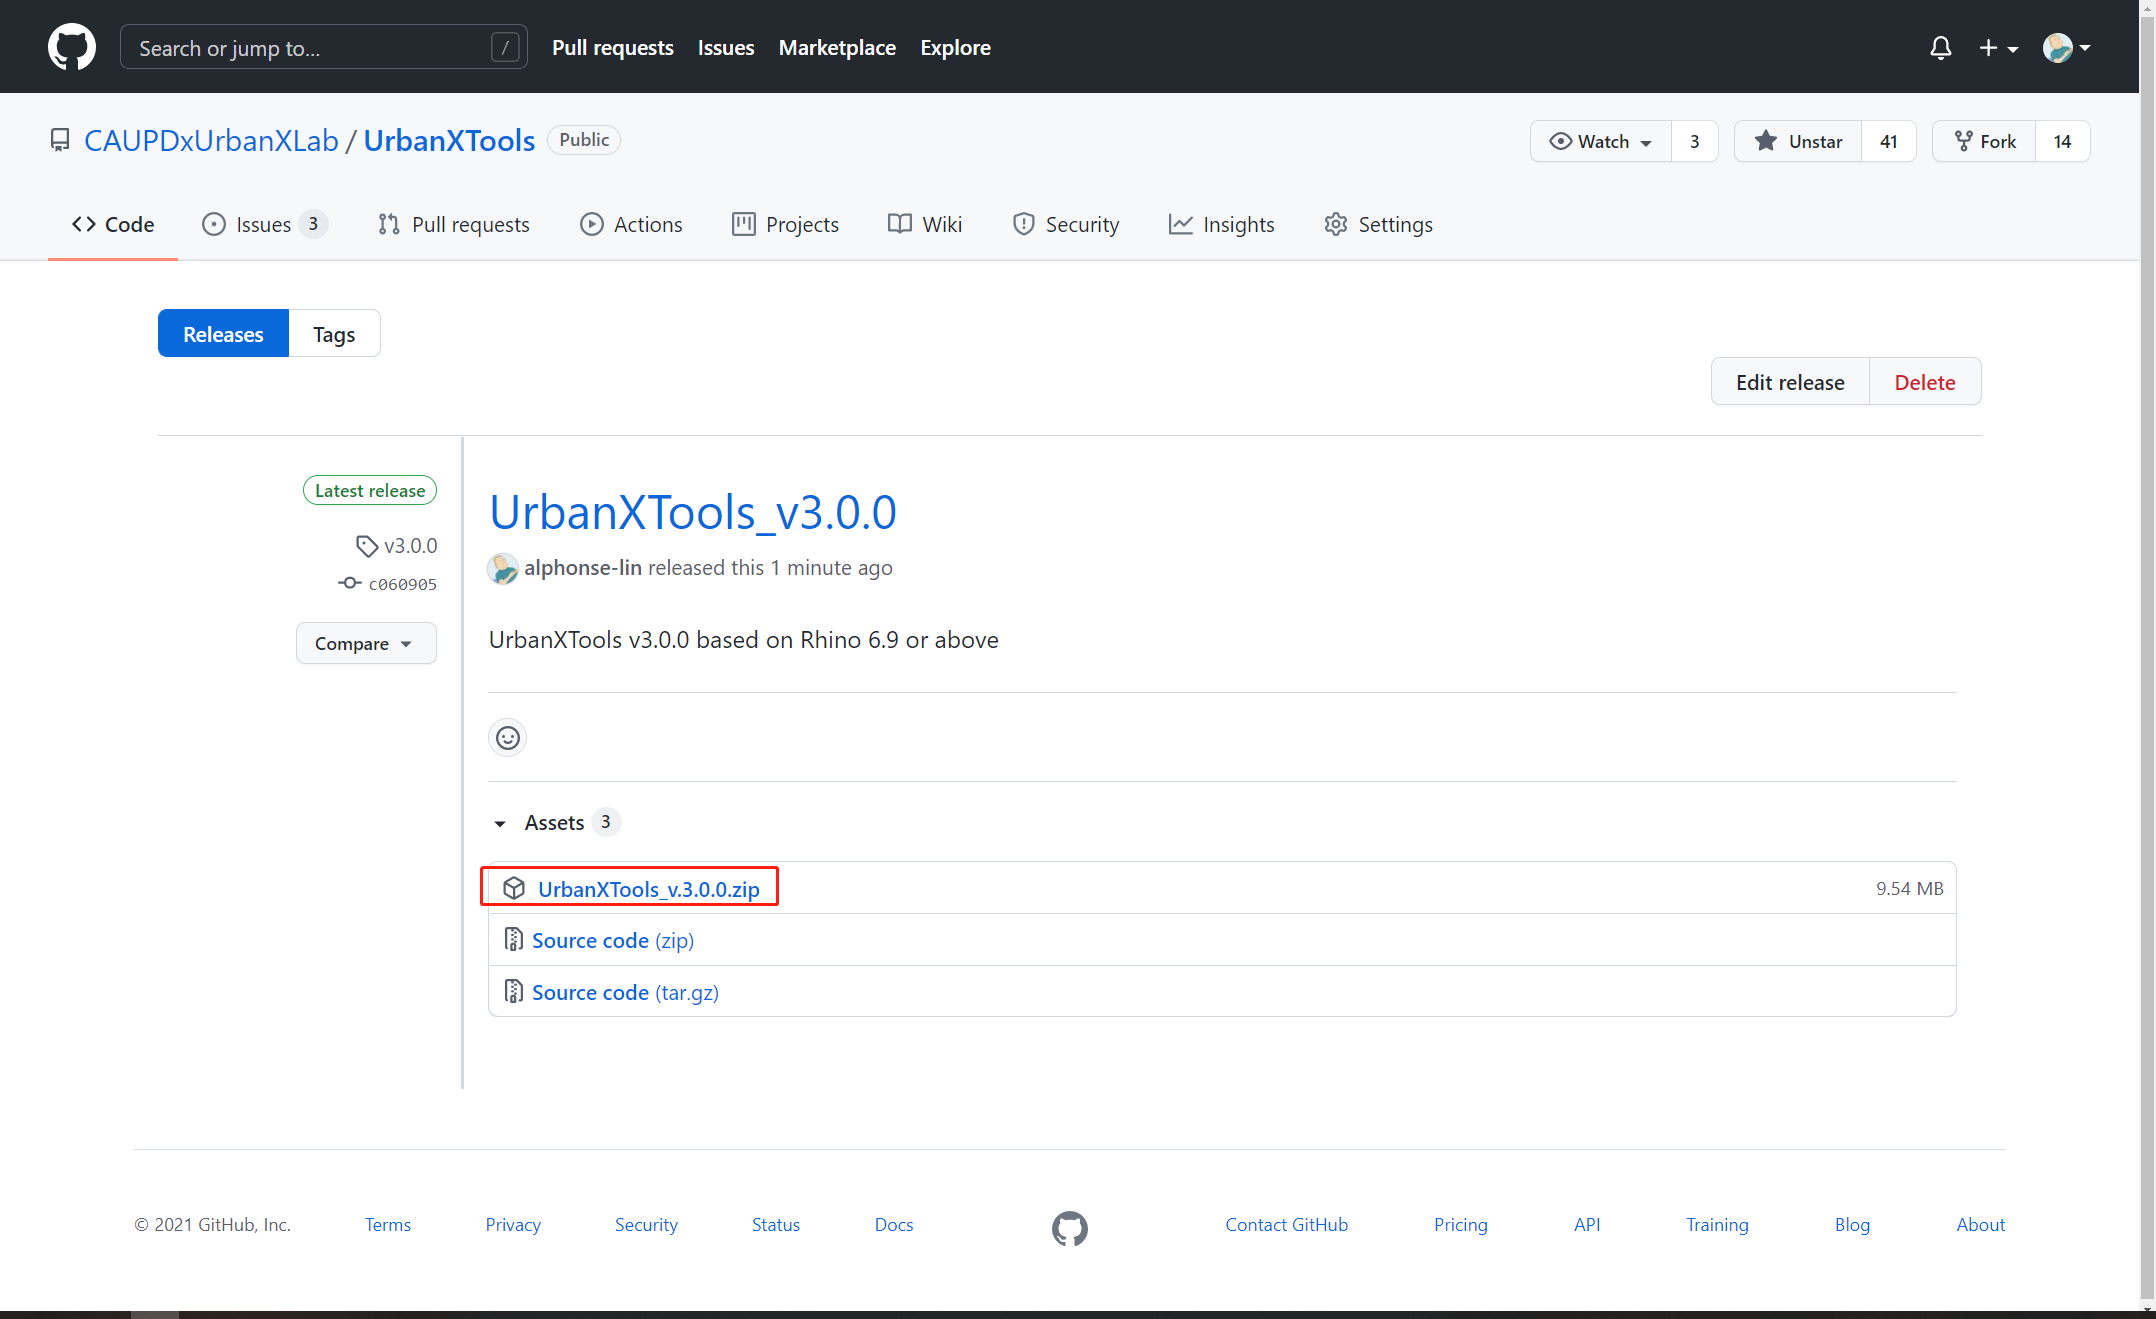 Search or jump to... /
Pull requests Issues Marketplace Explore
CAUPDxUrbanXLab / UrbanXTools Public
Watch 3 Unstar 41 Fork 14
Code Issues 3 Pull requests Actions Projects Wiki Security Insights Settings
Releases Tags
Edit release Delete
Latest release
v3.0.0
c060905
Compare
UrbanXTools_v3.0.0
alphonse-lin released this 1 minute ago
UrbanXTools v3.0.0 based on Rhino 6.9 or above
Assets 3
UrbanXTools_v.3.0.0.zip 9.54 MB
Source code (zip)
Source code (tar.gz)
© 2021 GitHub, Inc. Terms Privacy Security Status Docs Contact GitHub Pricing API Training Blog About